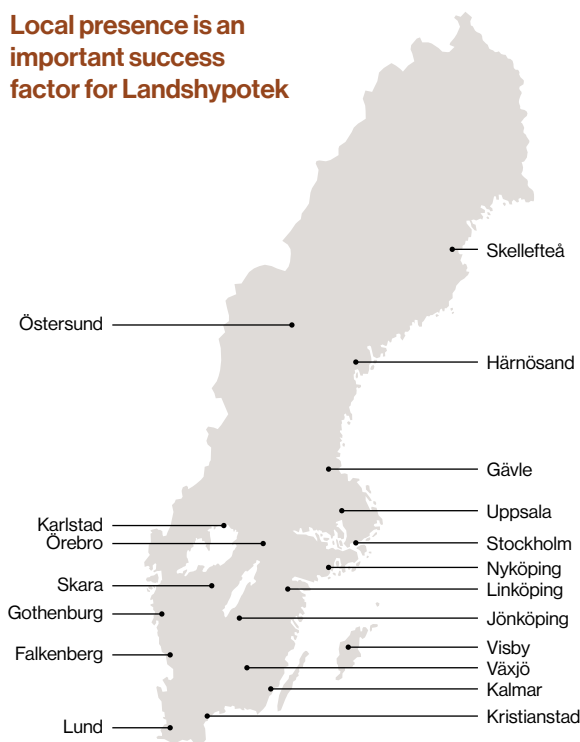 Local presence is an
important success
factor for Landshypotek
Skellefteå
Östersund
Härnösand
Gävle
Uppsala
Karlstad
Örebro
Stockholm
Nyköping
Skara
Linköping
Gothenburg
Jönköping
Visby
Falkenberg
Växjö
Kalmar
Kristianstad
Lund